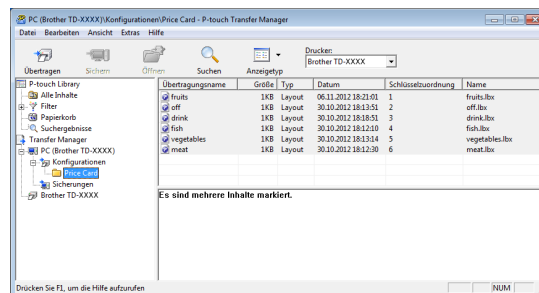 PC (Brother TD-XXXX)\Konfigurationen\Price Card - P-touch Transfer Manager
Datei Bearbeiten Ansicht Extras Hilfe
Übertragen Sichern Öffnen Suchen Anzeigetyp
Drucker:
Brother TD-XXXX
P-touch Library
Alle Inhalte
Filter
Papierkorb
Suchergebnisse
Transfer Manager
PC (Brother TD-XXXX)
Konfigurationen
Price Card
Sicherungen
Brother TD-XXXX
Übertragungsname Größe Typ Datum Schlüsselzuordnung Name
fruits 1KB Layout 06.11.2012 18:21:01 1 fruits.lbx
off 1KB Layout 30.10.2012 18:13:51 2 off.lbx
drink 1KB Layout 30.10.2012 18:18:51 3 drink.lbx
fish 1KB Layout 30.10.2012 18:12:10 4 fish.lbx
vegetables 1KB Layout 30.10.2012 18:13:14 5 vegetables.lbx
meat 1KB Layout 30.10.2012 18:12:30 6 meat.lbx
Es sind mehrere Inhalte markiert.
Drücken Sie F1, um die Hilfe aufzurufen
NUM